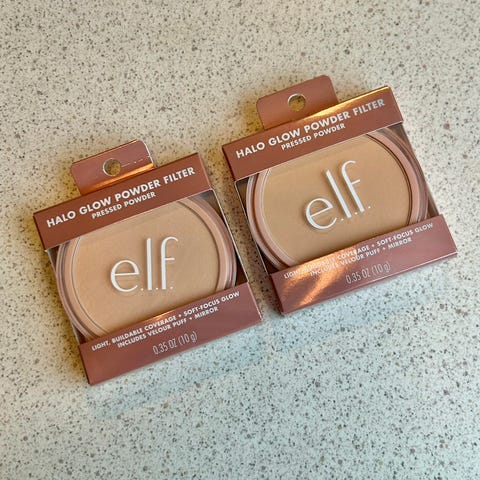 HALO GLOW POWDER FILTER
PRESSED POWDER
e.l.f.
LIGHT, BUILDABLE COVERAGE + SOFT-FOCUS GLOW
INCLUDES VELOUR PUFF + MIRROR
0.35 OZ (10 g)
HALO GLOW POWDER FILTER
PRESSED POWDER
e.l.f.
LIGHT, BUILDABLE COVERAGE + SOFT-FOCUS GLOW
INCLUDES VELOUR PUFF + MIRROR
0.35 OZ (10 g)